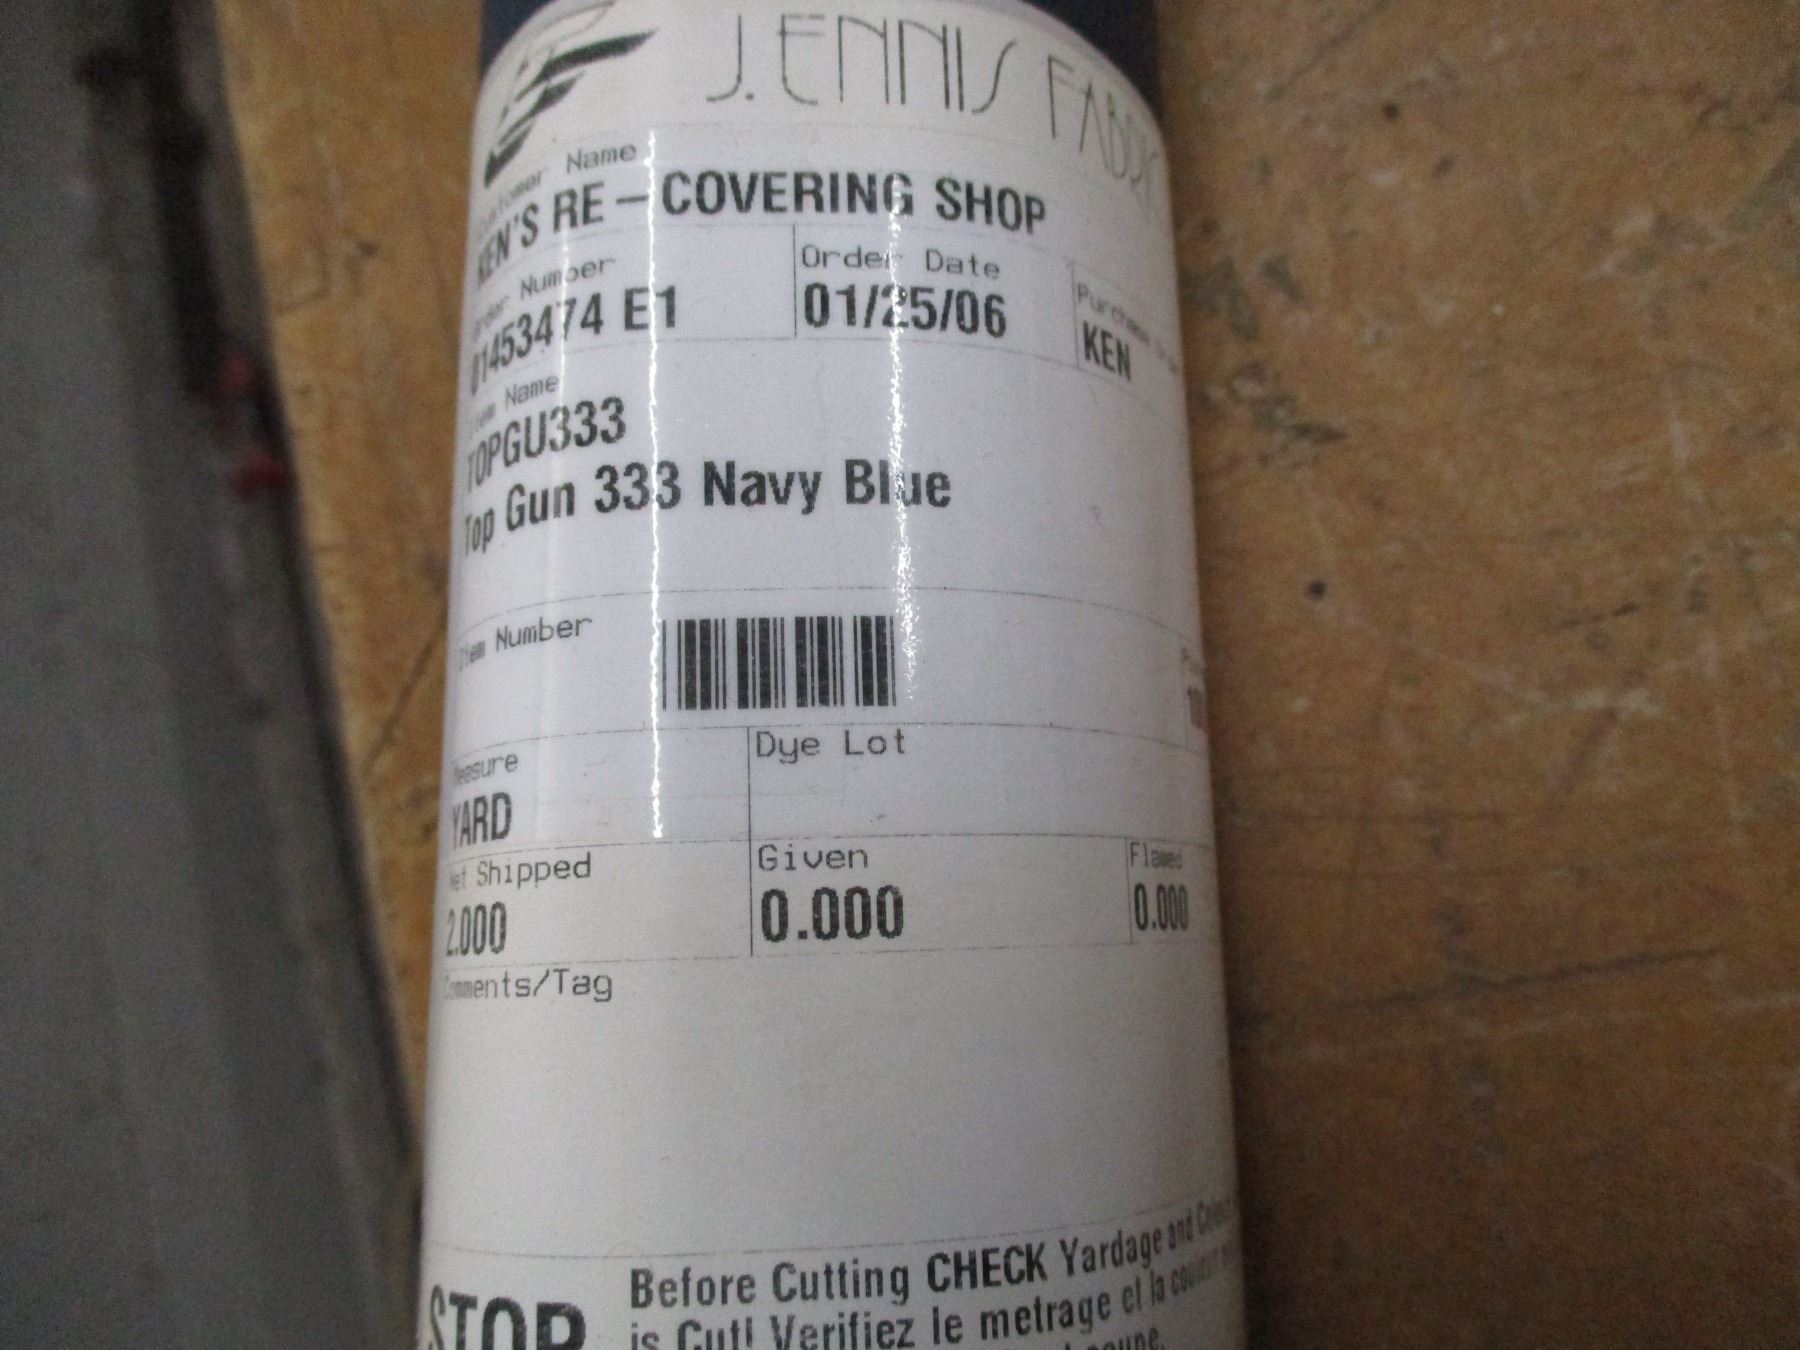 J. ENNIS FABRI
Customer Name
KEN'S RE-COVERING SHOP
Order Number
01453474 E1
Order Date
01/25/06
KEN
Item Name
TOPGU333
Top Gun 333 Navy Blue
Item Number
Measure
YARD
Dye Lot
Net Shipped
2.000
Given
0.000
Flawed
0.000
Comments/Tag
STOP
Before Cutting CHECK Yardage and
is Cut! Verifiez le metrage et la